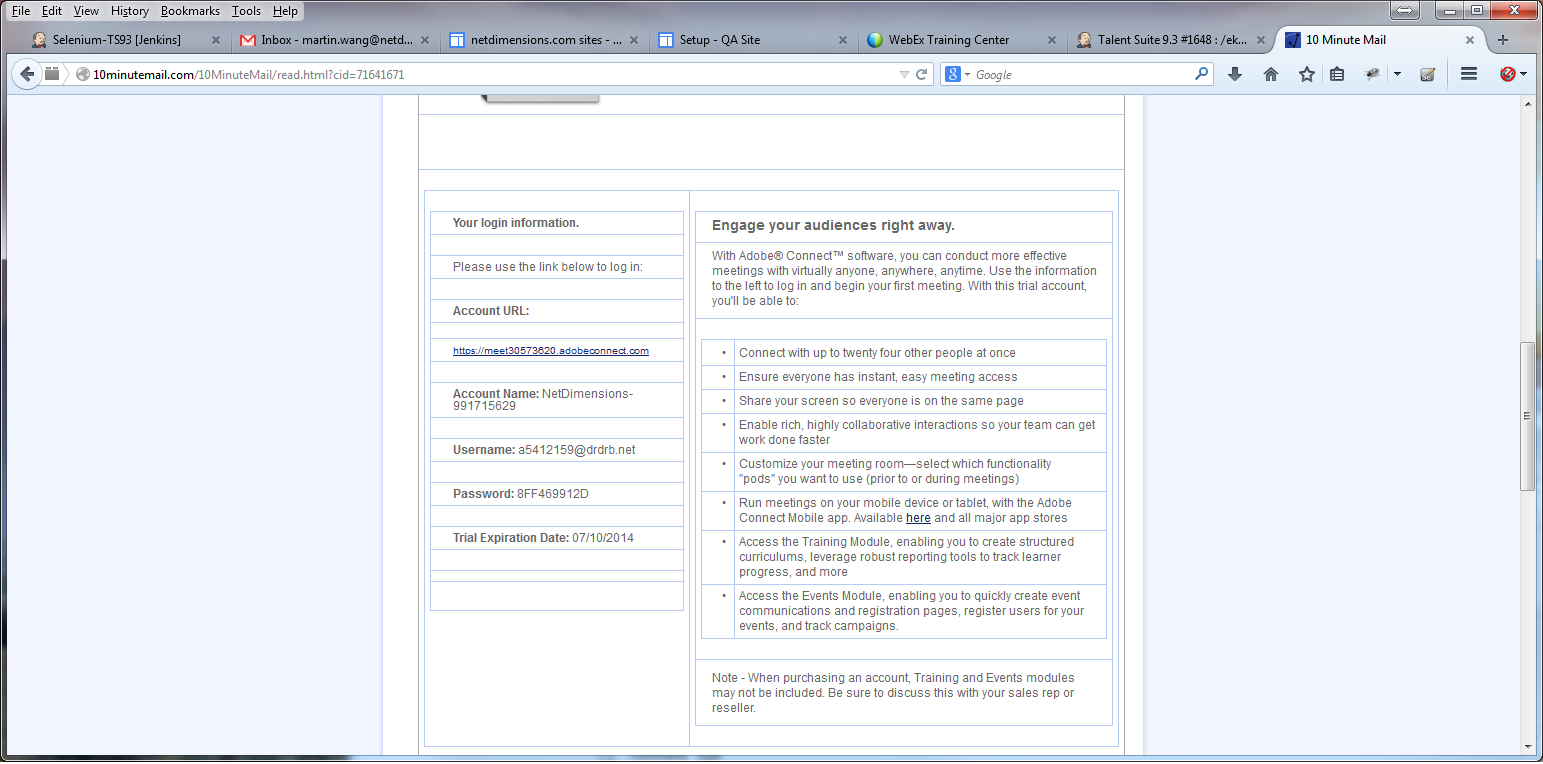 File Edit View History Bookmarks Tools Help
Selenium-TS93 [Jenkins]
Inbox - martin.wang@netd...
netdimensions.com sites - ...
Setup - QA Site
WebEx Training Center
Talent Suite 9.3 #1648 : /ek...
10 Minute Mail
10minutemail.com/10MinuteMail/read.html?cid=71641671
Google
Your login information.
Please use the link below to log in:
Account URL:
https://meet30573620.adobeconnect.com
Account Name: NetDimensions-
991715629
Username: a5412159@drdrb.net
Password: 8FF469912D
Trial Expiration Date: 07/10/2014
Engage your audiences right away.
With Adobe® Connect™ software, you can conduct more effective
meetings with virtually anyone, anywhere, anytime. Use the information
to the left to log in and begin your first meeting. With this trial account,
you'll be able to:
• Connect with up to twenty four other people at once
• Ensure everyone has instant, easy meeting access
• Share your screen so everyone is on the same page
• Enable rich, highly collaborative interactions so your team can get
work done faster
• Customize your meeting room—select which functionality
"pods" you want to use (prior to or during meetings)
• Run meetings on your mobile device or tablet, with the Adobe
Connect Mobile app. Available here and all major app stores
• Access the Training Module, enabling you to create structured
curriculums, leverage robust reporting tools to track learner
progress, and more
• Access the Events Module, enabling you to quickly create event
communications and registration pages, register users for your
events, and track campaigns.
Note - When purchasing an account, Training and Events modules
may not be included. Be sure to discuss this with your sales rep or
reseller.